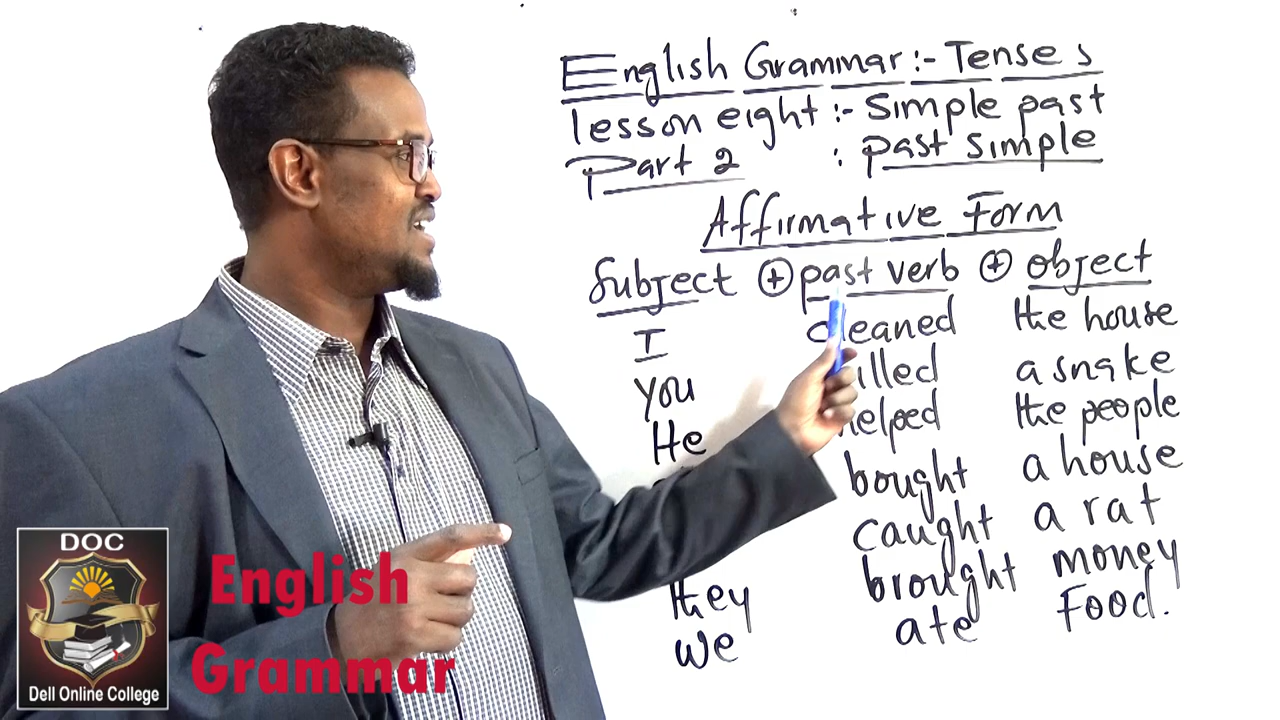 English Grammar :- Tenses
lesson eight :- Simple past
Part 2 : past simple
Affirmative Form
Subject + past verb + object
I cleaned the house
you illed a snake
He helped the people
bought a house
caught a rat
they brought money
we ate Food.
DOC
Dell Online College
English
Grammar